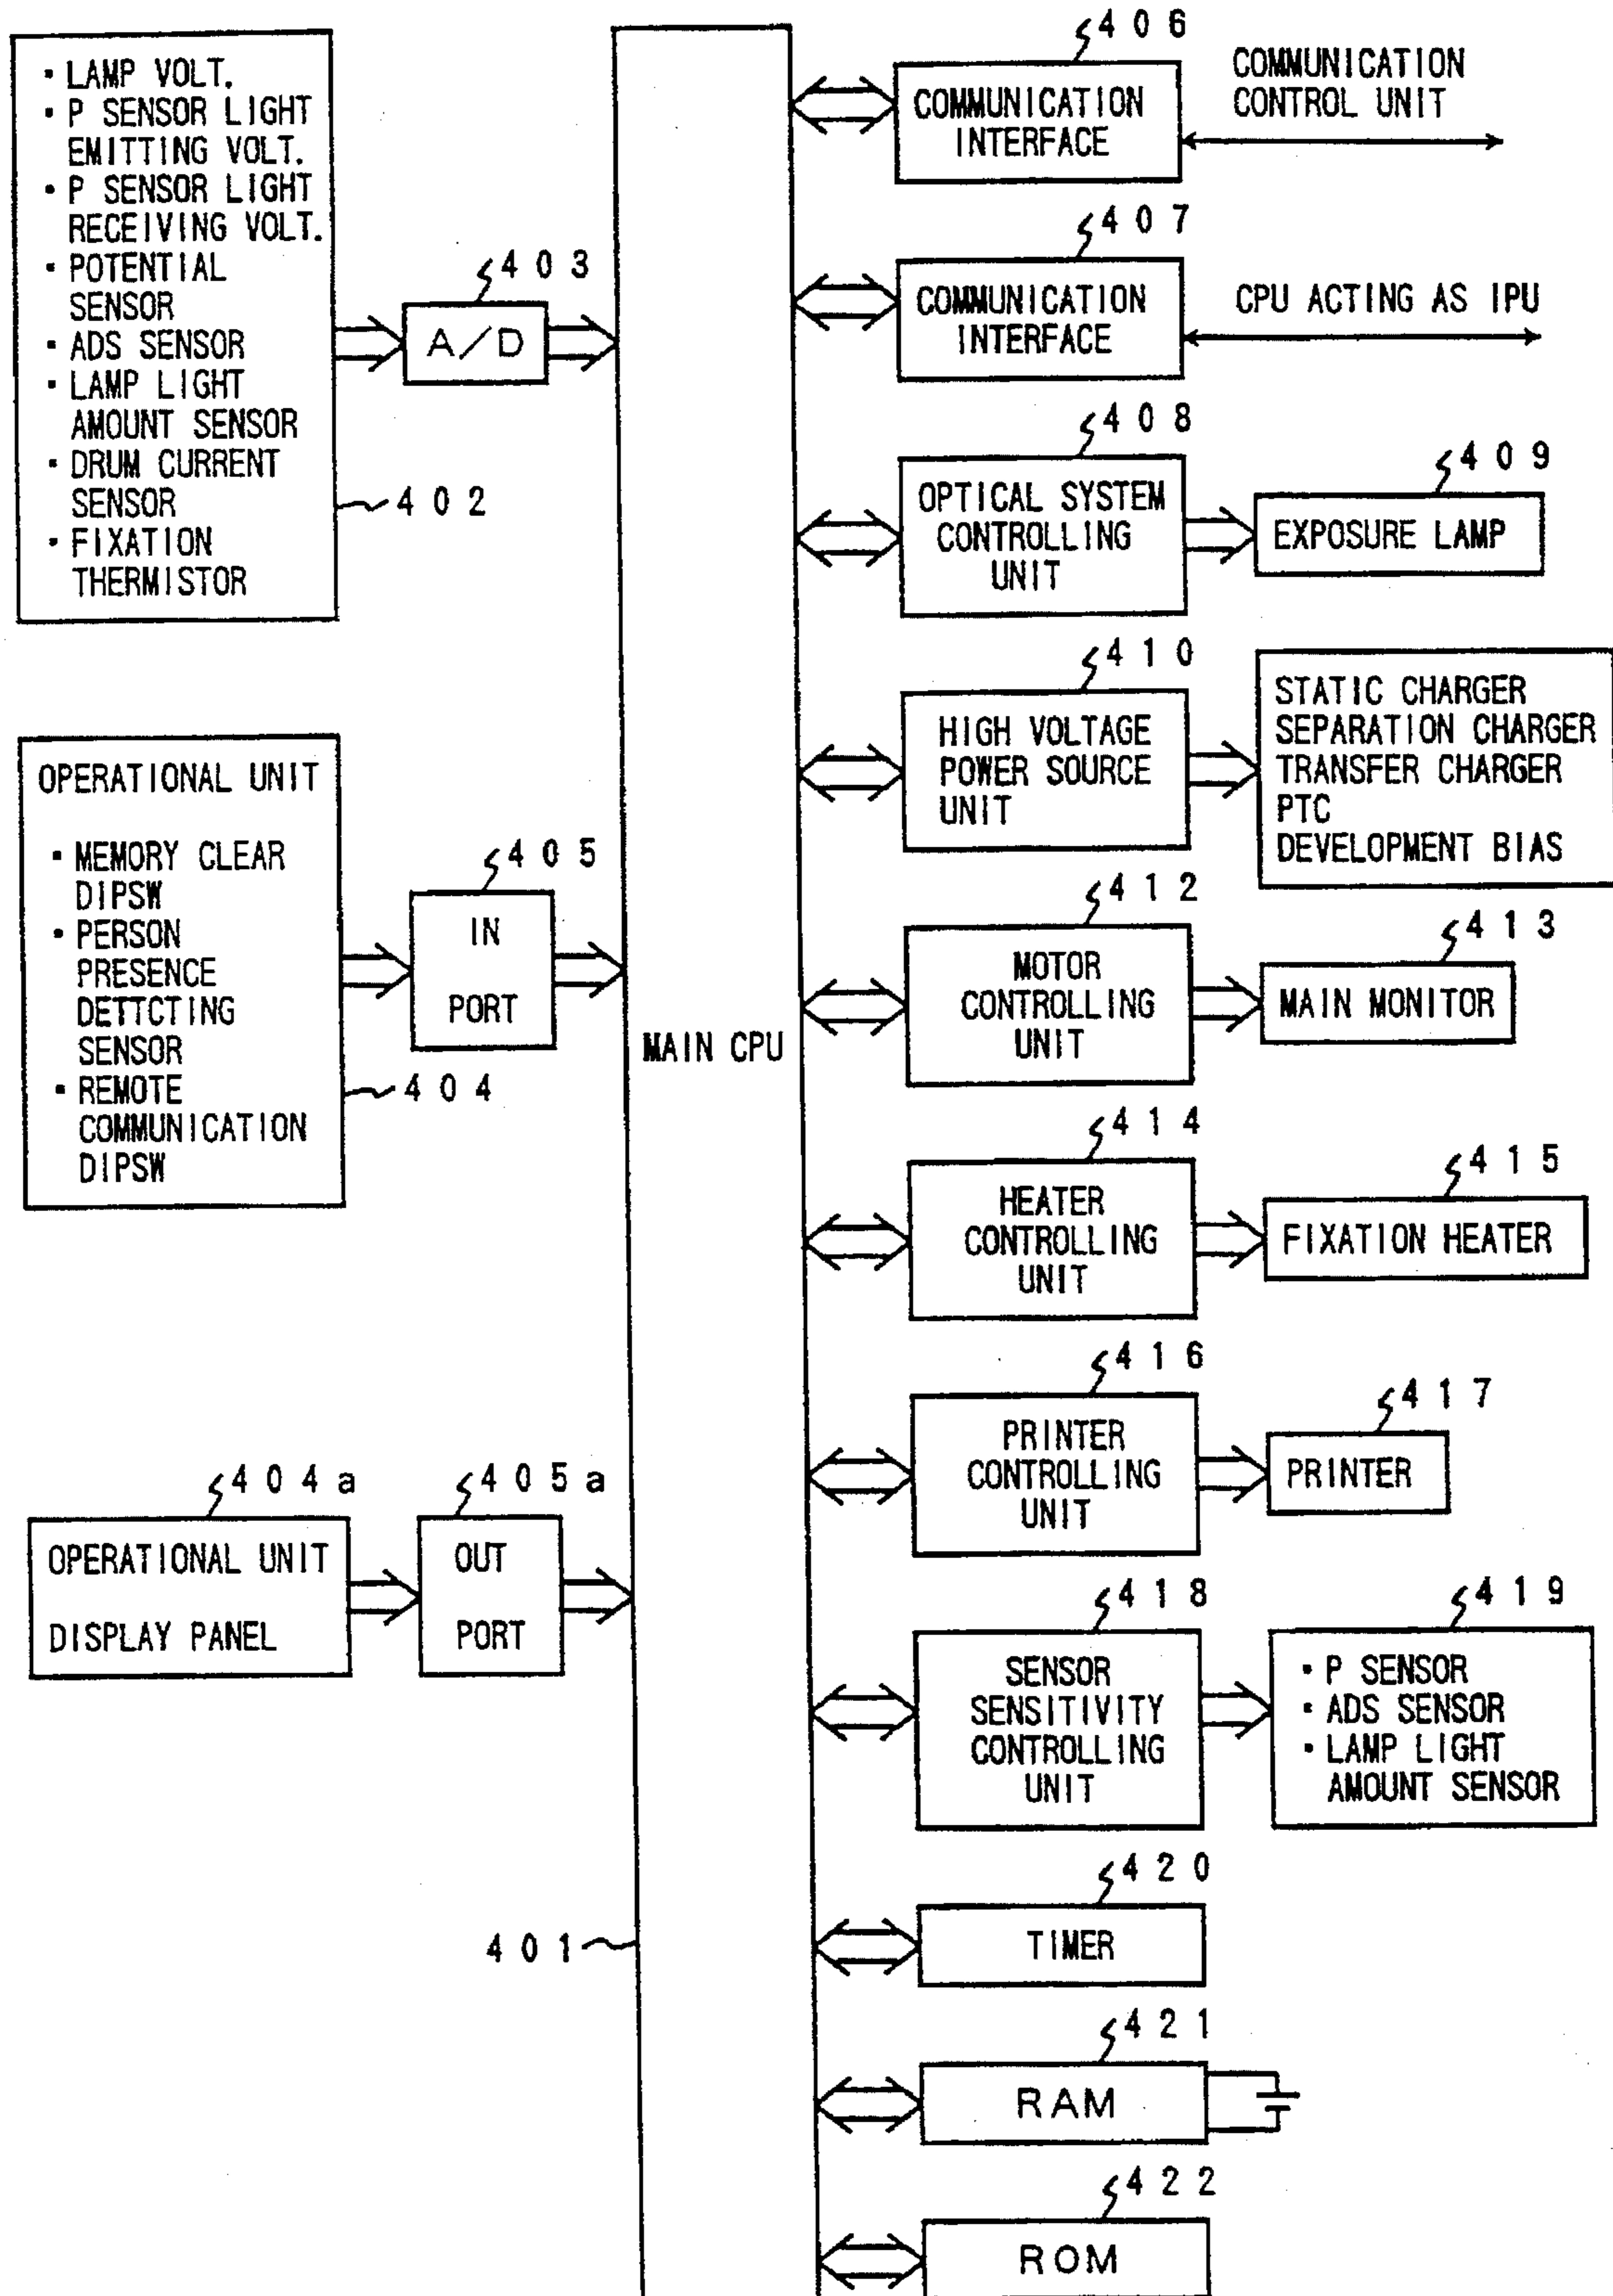 · LAMP VOLT.
· P SENSOR LIGHT
EMITTING VOLT.
· P SENSOR LIGHT
RECEIVING VOLT.
· POTENTIAL
SENSOR
· ADS SENSOR
· LAMP LIGHT
AMOUNT SENSOR
· DRUM CURRENT
SENSOR
· FIXATION
THERMISTOR
402
403
A/D
OPERATIONAL UNIT
· MEMORY CLEAR
DIPSW
· PERSON
PRESENCE
DETTCTING
SENSOR
· REMOTE
COMMUNICATION
DIPSW
404
405
IN
PORT
404a
OPERATIONAL UNIT
DISPLAY PANEL
405a
OUT
PORT
MAIN CPU
401
406
COMMUNICATION
INTERFACE
COMMUNICATION
CONTROL UNIT
407
COMMUNICATION
INTERFACE
CPU ACTING AS IPU
408
OPTICAL SYSTEM
CONTROLLING
UNIT
409
EXPOSURE LAMP
410
HIGH VOLTAGE
POWER SOURCE
UNIT
STATIC CHARGER
SEPARATION CHARGER
TRANSFER CHARGER
PTC
DEVELOPMENT BIAS
412
MOTOR
CONTROLLING
UNIT
413
MAIN MONITOR
414
HEATER
CONTROLLING
UNIT
415
FIXATION HEATER
416
PRINTER
CONTROLLING
UNIT
417
PRINTER
418
SENSOR
SENSITIVITY
CONTROLLING
UNIT
419
· P SENSOR
· ADS SENSOR
· LAMP LIGHT
AMOUNT SENSOR
420
TIMER
421
RAM
422
ROM